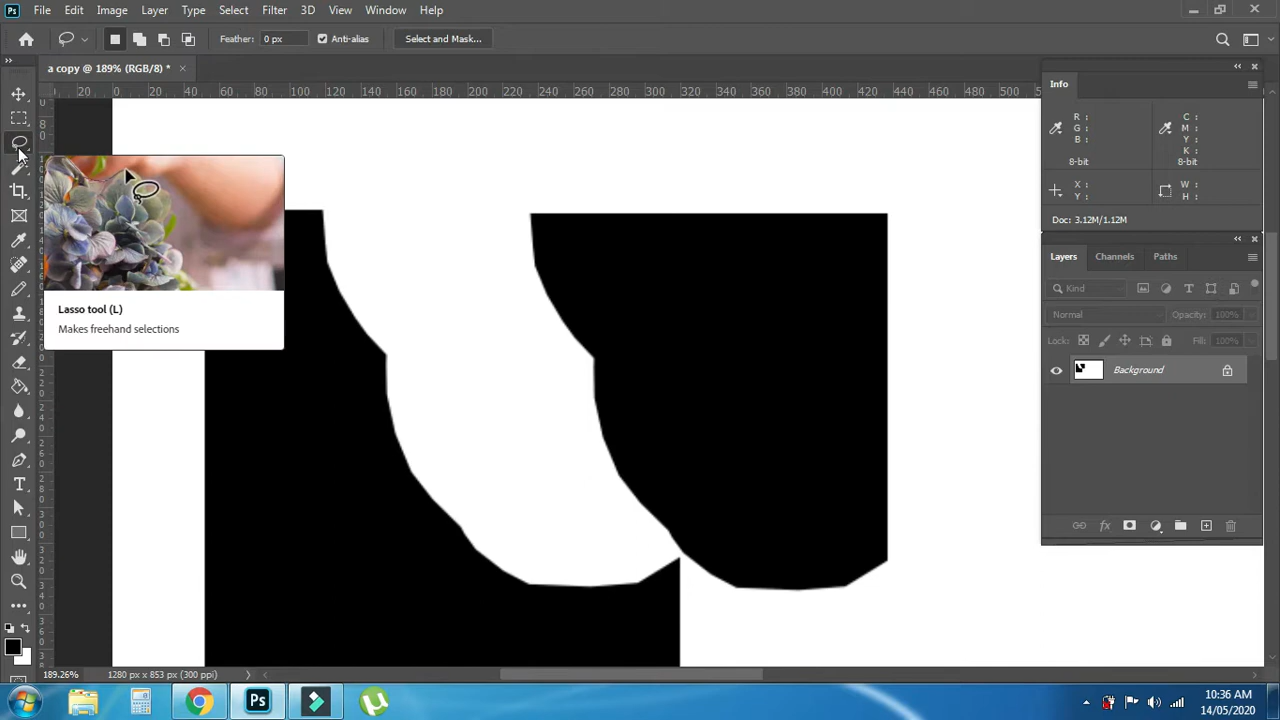 Ps File Edit Image Layer Type Select Filter 3D View Window Help
Feather: 0 px Anti-alias Select and Mask...
a copy @ 189% (RGB/8) * ×
20 0 20 40 60 80 100 120 140 160 180 200 220 240 260 280 300 320 340 360 380 400 420 440 460 480 500
Info
R : C :
G : M :
B : Y :
K :
8-bit 8-bit
X : W :
Y : H :
Doc: 3.12M/1.12M
Layers Channels Paths
Kind
Normal Opacity: 100%
Lock: Fill: 100%
Background
Lasso tool (L)
Makes freehand selections
T
189.26% 1280 px x 853 px (300 ppi)
Ps
10:36 AM
14/05/2020